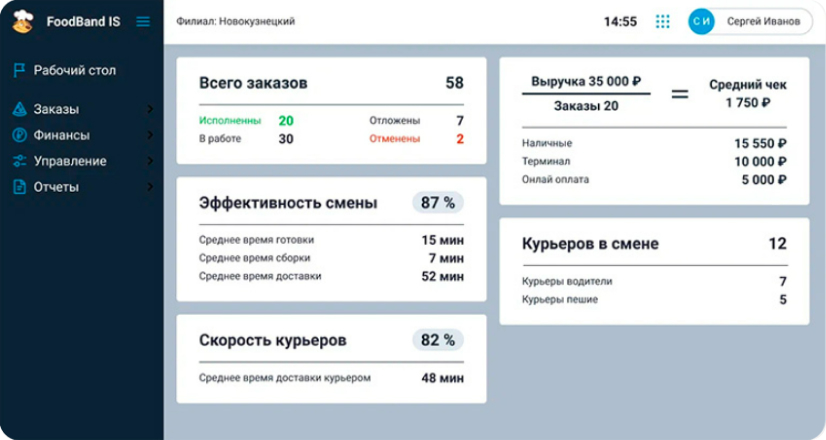 FoodBand IS
Филиал: Новокузнецкий
14:55
С И
Сергей Иванов
Рабочий стол
Заказы
Финансы
Управление
Отчеты
Всего заказов 58
Исполненны 20 Отложены 7
В работе 30 Отменены 2
Эффективность смены 87 %
Среднее время готовки 15 мин
Среднее время сборки 7 мин
Среднее время доставки 52 мин
Скорость курьеров 82 %
Среднее время доставки курьером 48 мин
Выручка 35 000 ₽
Заказы 20
=
Средний чек
1 750 ₽
Наличные 15 550 ₽
Терминал 10 000 ₽
Онлай оплата 5 000 ₽
Курьеров в смене 12
Курьеры водители 7
Курьеры пешие 5